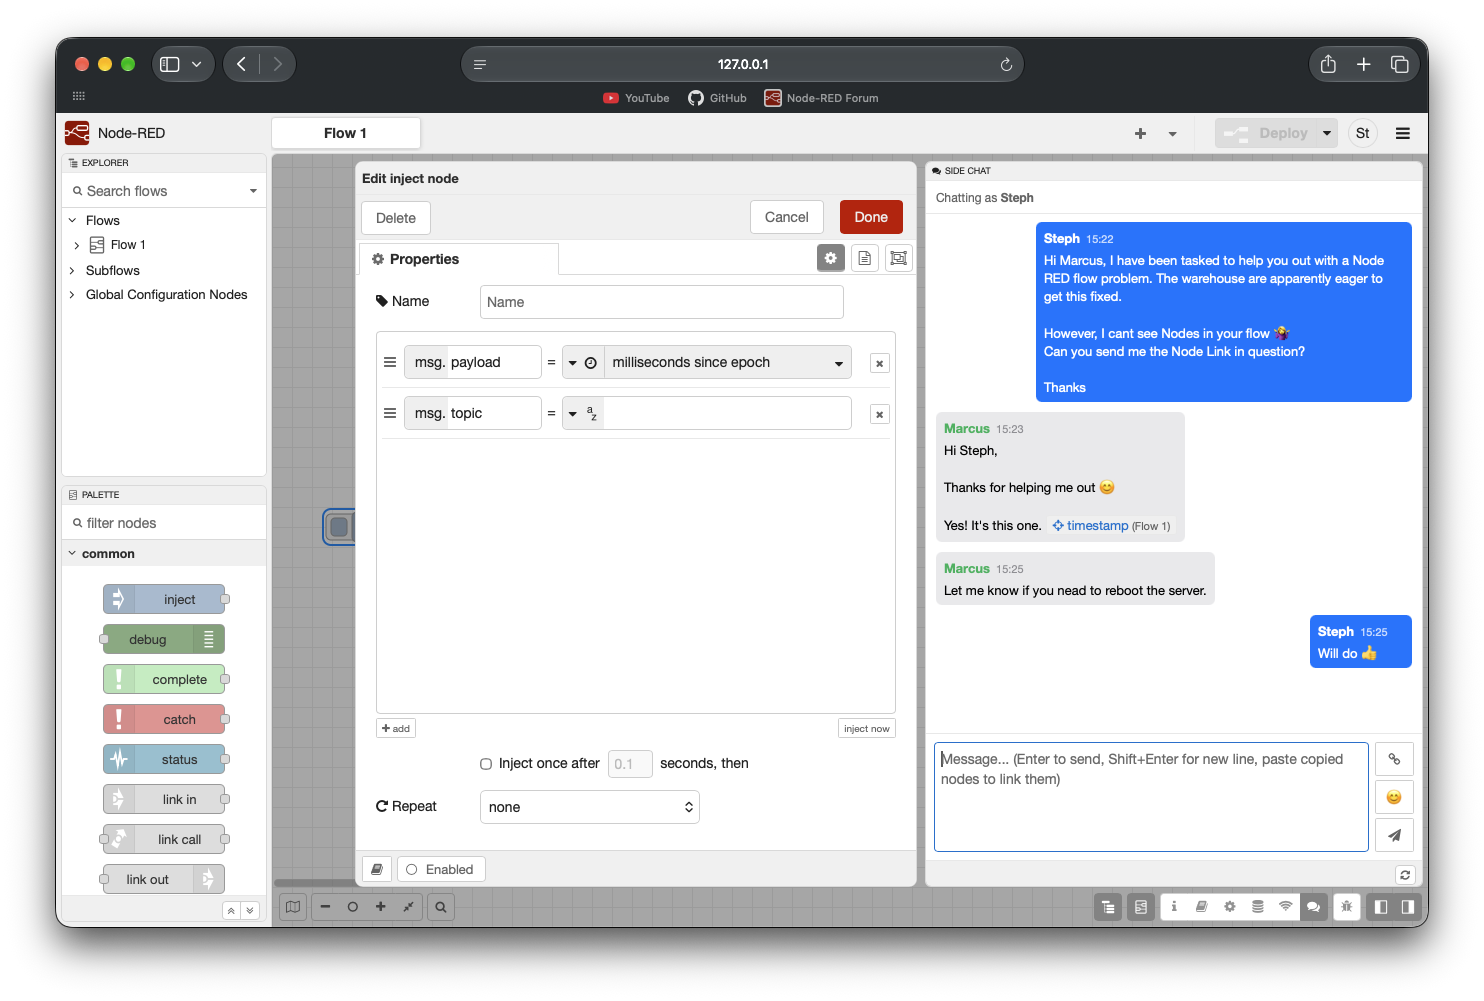 127.0.0.1
YouTube
GitHub
Node-RED Forum
Node-RED
Flow 1
Deploy
St
EXPLORER
Search flows
Flows
Flow 1
Subflows
Global Configuration Nodes
PALETTE
filter nodes
common
inject
debug
complete
catch
status
link in
link call
link out
Edit inject node
Delete
Cancel
Done
Properties
Name
Name
msg. payload
=
milliseconds since epoch
msg. topic
=
a
z
add
inject now
Inject once after
0.1
seconds, then
Repeat
none
Enabled
SIDE CHAT
Chatting as Steph
Steph 15:22
Hi Marcus, I have been tasked to help you out with a Node
RED flow problem. The warehouse are apparently eager to
get this fixed.
However, I cant see Nodes in your flow 🤷‍♀️
Can you send me the Node Link in question?
Thanks
Marcus 15:23
Hi Steph,
Thanks for helping me out 😊
Yes! It's this one. timestamp (Flow 1)
Marcus 15:25
Let me know if you nead to reboot the server.
Steph 15:25
Will do 👍
Message... (Enter to send, Shift+Enter for new line, paste copied
nodes to link them)